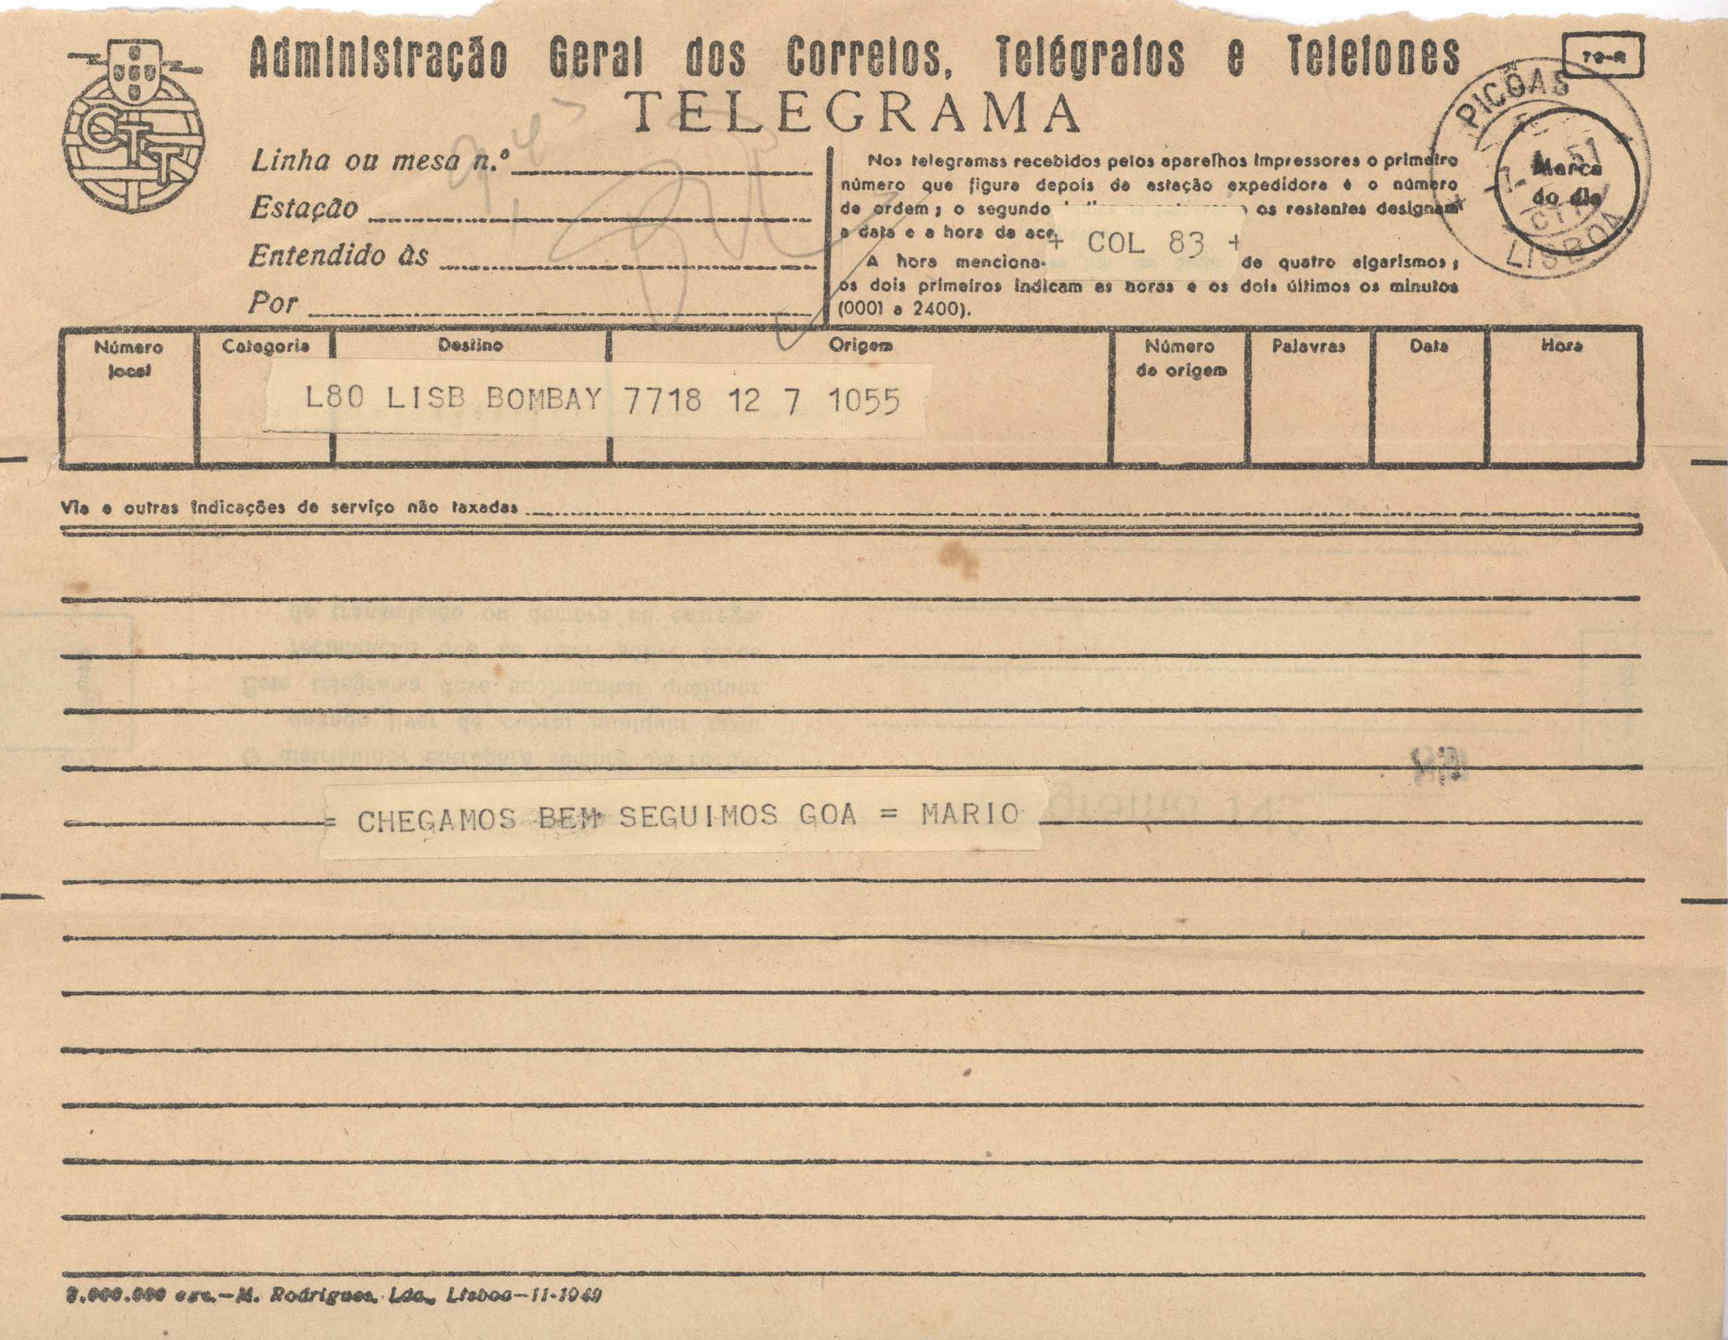 Administração Geral dos Correios, Telégrafos e Telefones
79-R
TELEGRAMA
CTT
Linha ou mesa n.º
Estação
Entendido às
Por
Nos telegramas recebidos pelos aparelhos impressores o primeiro
número que figura depois da estação expedidora é o número
de ordem; o segundo os restantes designam
a data e a hora da ace
A hora menciona- de quatro algarismos;
os dois primeiros indicam as horas e os dois últimos os minutos
(0001 a 2400).
+ COL 83 +
PICOAS
Marca
do dia
CTT
LISBOA
Número
local
Categoria
Destino
Origem
Número
de origem
Palavras
Data
Hora
L80 LISB BOMBAY 7718 12 7 1055
Via e outras indicações de serviço não taxadas
= CHEGAMOS BEM SEGUIMOS GOA = MARIO
M. Rodrigues, Lda., Lisboa—11-1949